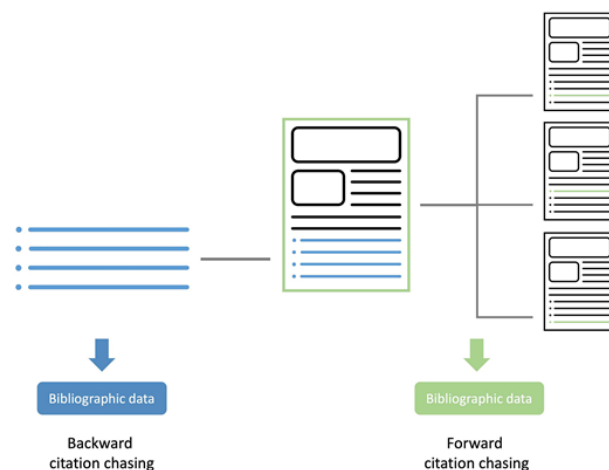 Bibliographic data
Backward
citation chasing
Bibliographic data
Forward
citation chasing